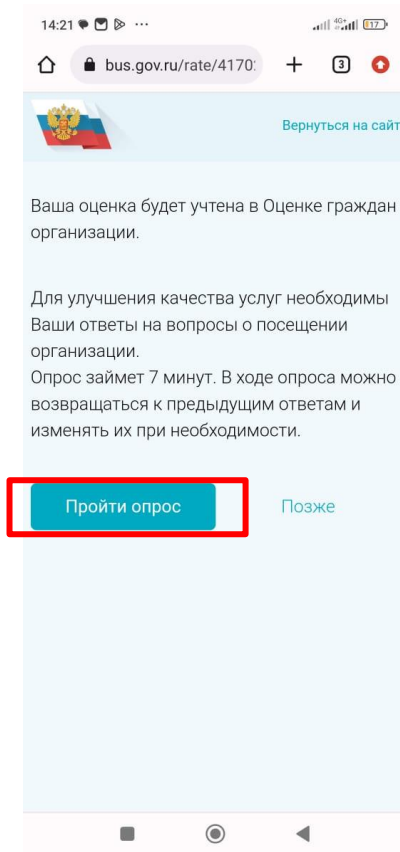 14:21 ...
4G+ 17
bus.gov.ru/rate/4170 3
Вернуться на сайт
Ваша оценка будет учтена в Оценке граждан
организации.
Для улучшения качества услуг необходимы
Ваши ответы на вопросы о посещении
организации.
Опрос займет 7 минут. В ходе опроса можно
возвращаться к предыдущим ответам и
изменять их при необходимости.
Пройти опрос Позже